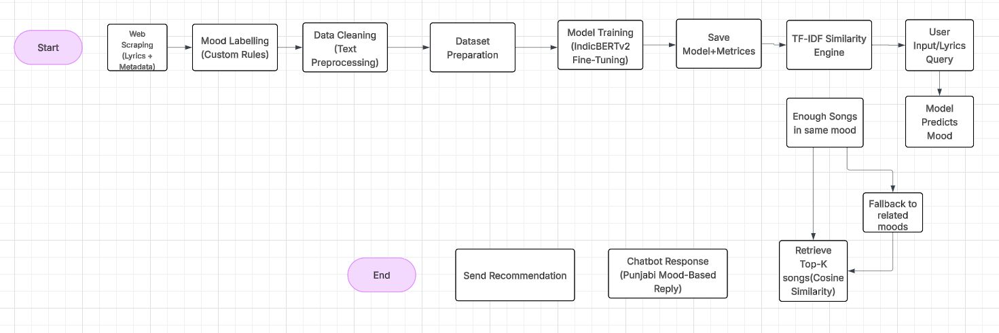 Start
Web
Scraping
(Lyrics +
Metadata)
Mood Labelling
(Custom Rules)
Data Cleaning
(Text
Preprocessing)
Dataset
Preparation
Model Training
(IndicBERTv2
Fine-Tuning)
Save
Model+Metrices
TF-IDF Similarity
Engine
User
Input/Lyrics
Query
Model
Predicts
Mood
Enough Songs
in same mood
Fallback to
related
moods
Retrieve
Top-K
songs(Cosine
Similarity)
Chatbot Response
(Punjabi Mood-Based
Reply)
Send Recommendation
End